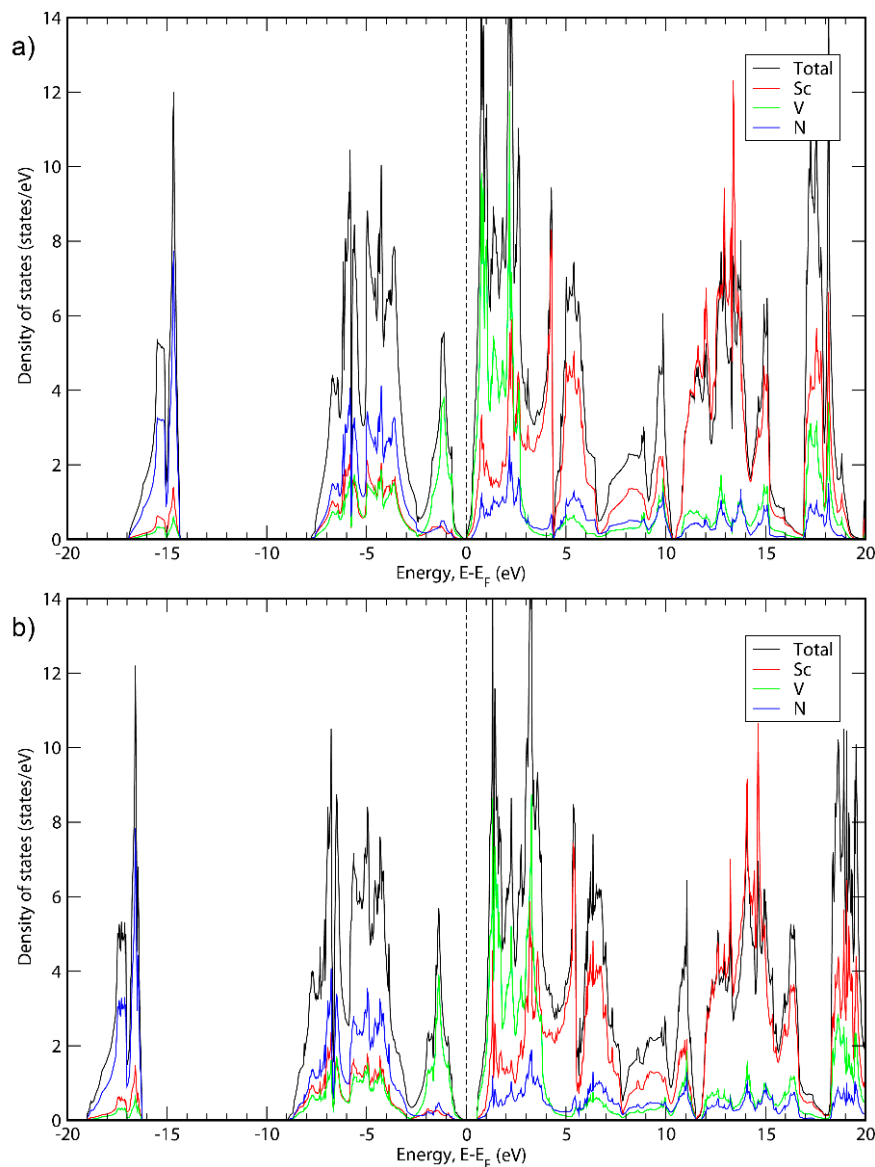 a)
Density of states (states/eV)
14
12
10
8
6
4
2
0
Total
Sc
V
N
-20 -15 -10 -5 0 5 10 15 20
Energy, E-E_F (eV)
b)
Density of states (states/eV)
14
12
10
8
6
4
2
0
Total
Sc
V
N
-20 -15 -10 -5 0 5 10 15 20
Energy, E-E_F (eV)